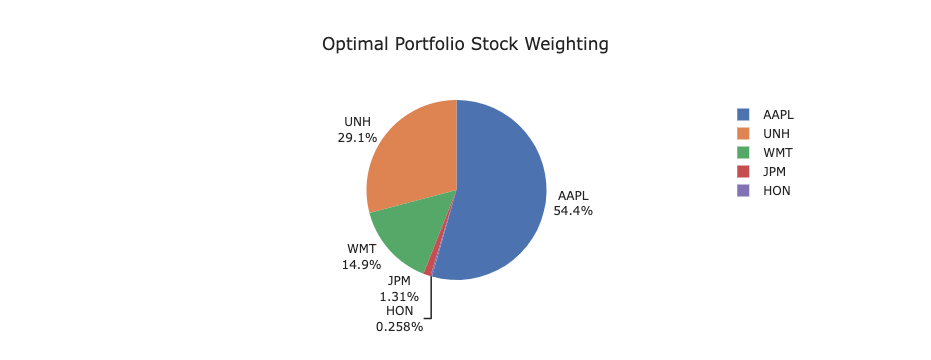 Optimal Portfolio Stock Weighting
UNH
29.1%
AAPL
54.4%
WMT
14.9%
JPM
1.31%
HON
0.258%
AAPL
UNH
WMT
JPM
HON